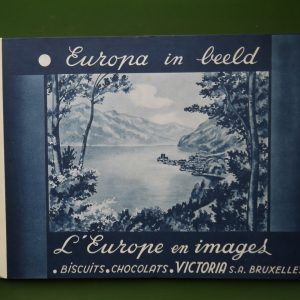 Europa in beeld
L'Europe en images
• BISCUITS • CHOCOLATS • VICTORIA S.A. BRUXELLES